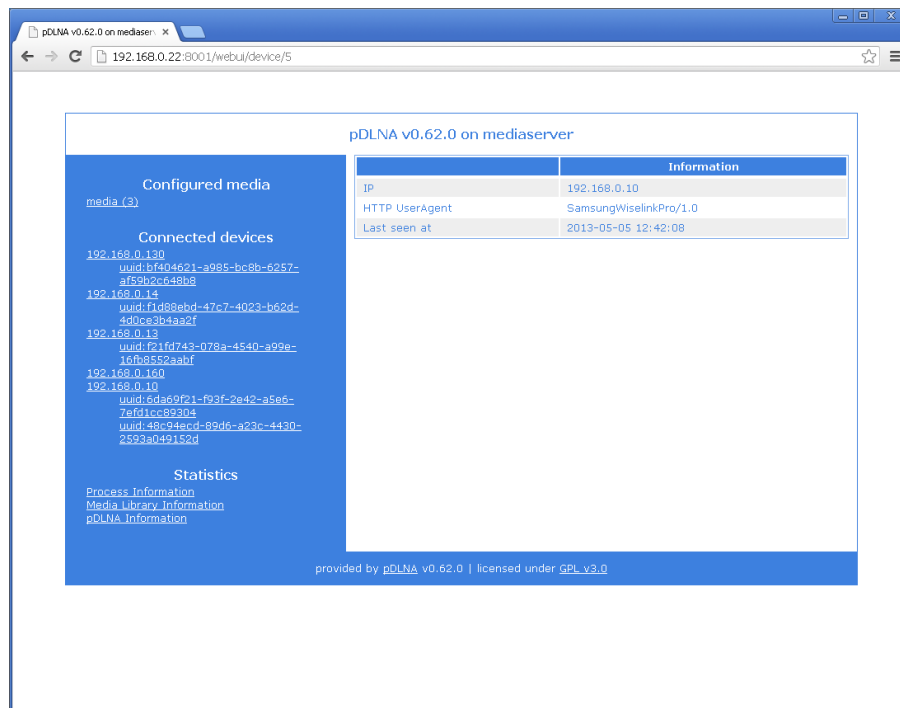 pDLNA v0.62.0 on mediaser
192.168.0.22:8001/webui/device/5
pDLNA v0.62.0 on mediaserver
Configured media
media (3)
Connected devices
192.168.0.130
uuid:bf404621-a985-bc8b-6257-
af59b2c648b8
192.168.0.14
uuid:f1d88ebd-47c7-4023-b62d-
4d0ce3b4aa2f
192.168.0.13
uuid:f21fd743-078a-4540-a99e-
16fb8552aabf
192.168.0.160
192.168.0.10
uuid:6da69f21-f93f-2e42-a5e6-
7efd1cc89304
uuid:48c94ecd-89d6-a23c-4430-
2593a049152d
Statistics
Process Information
Media Library Information
pDLNA Information
Information
IP 192.168.0.10
HTTP UserAgent SamsungWiselinkPro/1.0
Last seen at 2013-05-05 12:42:08
provided by pDLNA v0.62.0 | licensed under GPL v3.0